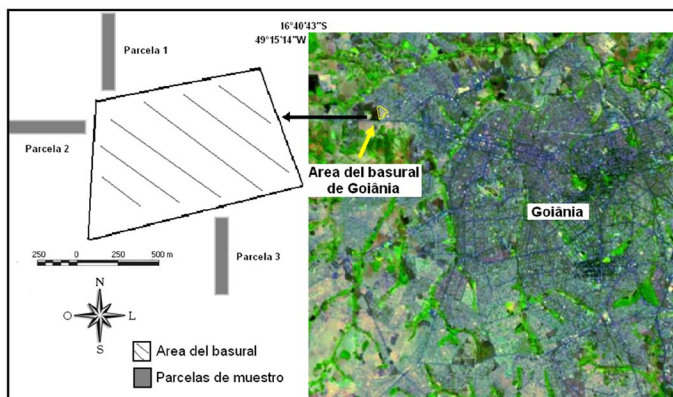 16°40'43"S
49°15'14"W
Parcela 1
Parcela 2
Area del basural
de Goiânia
Goiânia
Parcela 3
250 0 250 500 m
N
O L
S
Area del basural
Parcelas de muestro